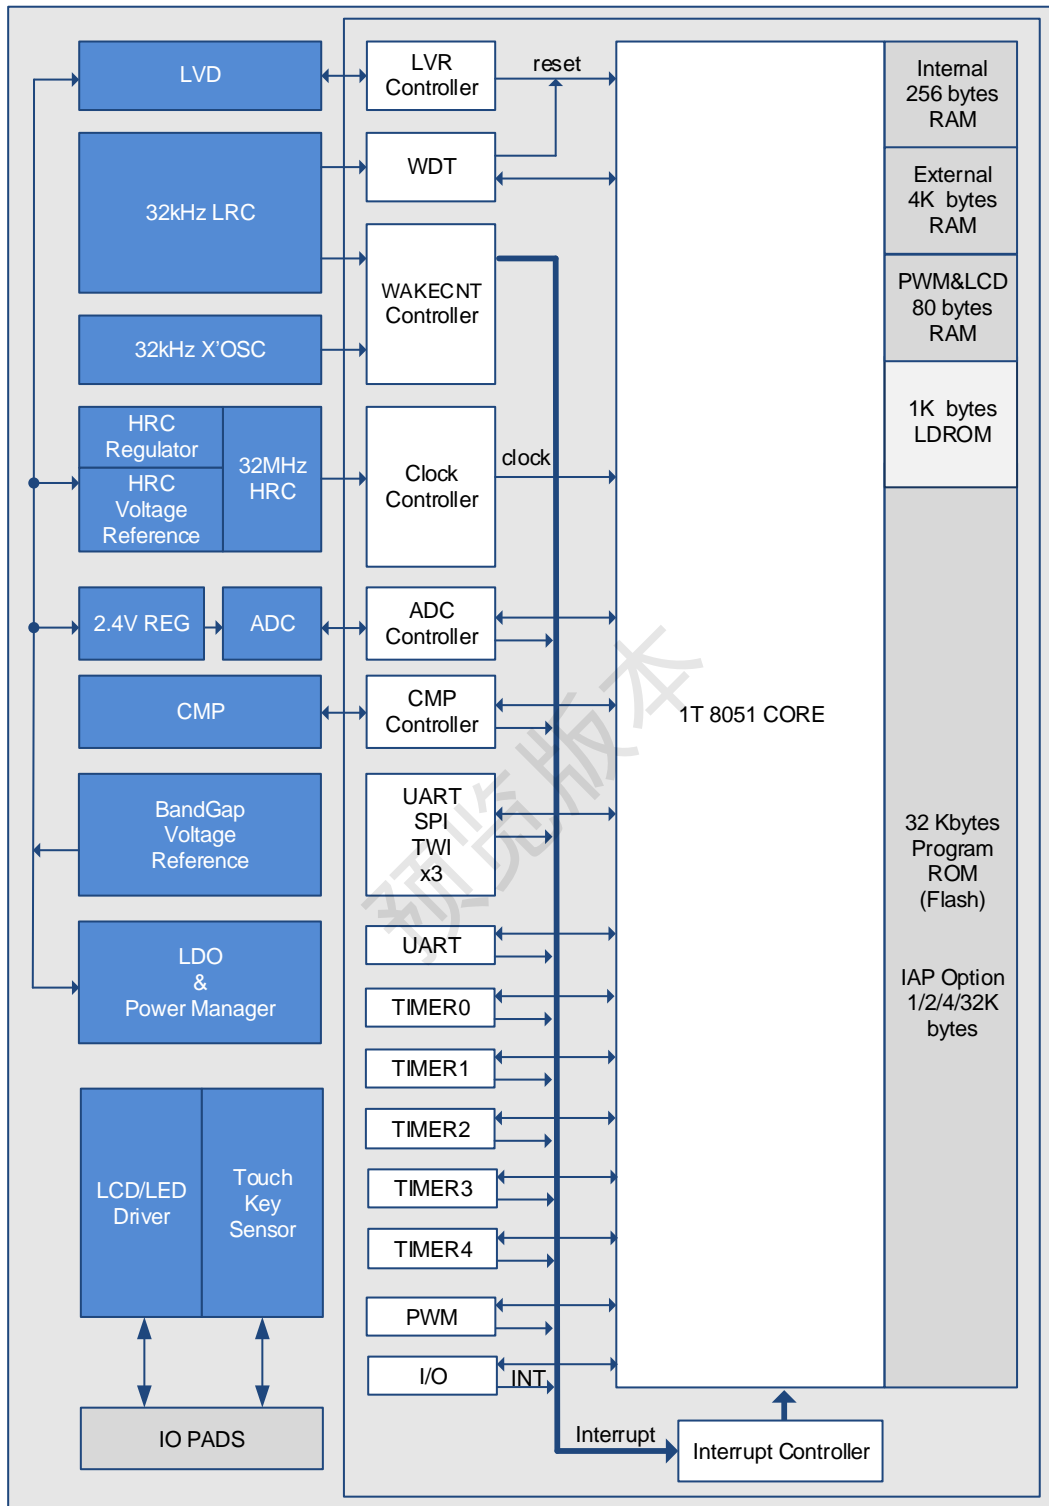 LVD
32kHz LRC
32kHz X'OSC
HRC
Regulator
HRC
Voltage
Reference
32MHz
HRC
2.4V REG
ADC
CMP
BandGap
Voltage
Reference
LDO
&
Power Manager
LCD/LED
Driver
Touch
Key
Sensor
IO PADS
LVR
Controller
WDT
WAKECNT
Controller
Clock
Controller
ADC
Controller
CMP
Controller
UART
SPI
TWI
x3
UART
TIMER0
TIMER1
TIMER2
TIMER3
TIMER4
PWM
I/O
reset
clock
INT
Interrupt
Interrupt Controller
1T 8051 CORE
Internal
256 bytes
RAM
External
4K bytes
RAM
PWM&LCD
80 bytes
RAM
1K bytes
LDROM
32 Kbytes
Program
ROM
(Flash)
IAP Option
1/2/4/32K
bytes
预览版本